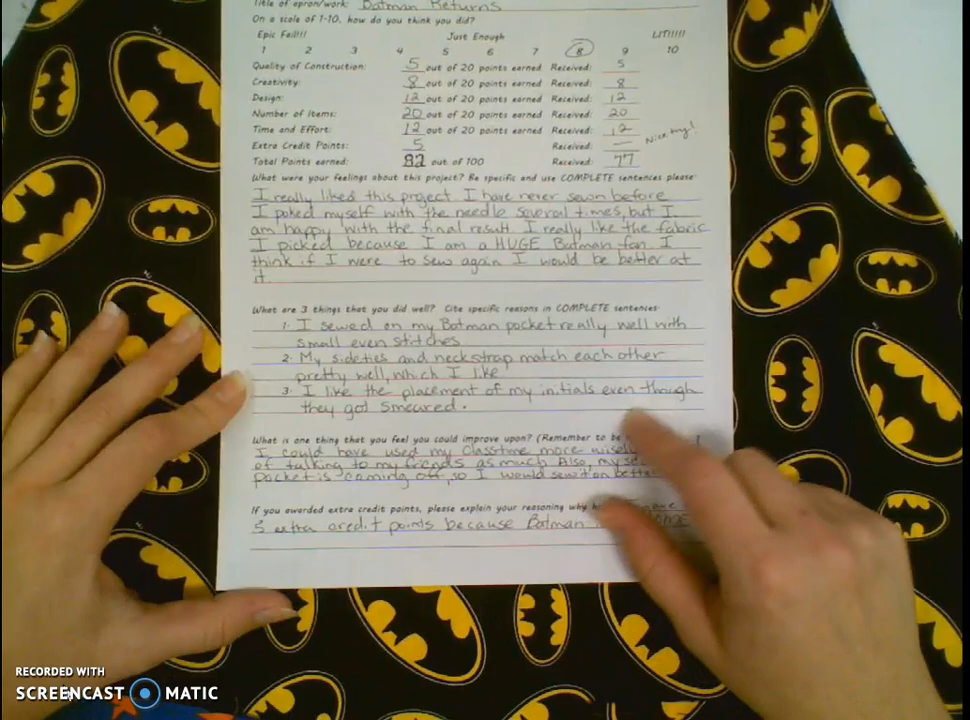 Title of apron/work: Batman Returns
On a scale of 1-10, how do you think you did?
Epic Fail!!! Just Enough LIT!!!!!
1 2 3 4 5 6 7 8 9 10
Quality of Construction: 5 out of 20 points earned Received: 5
Creativity: 8 out of 20 points earned Received: 8
Design: 12 out of 20 points earned Received: 12
Number of Items: 20 out of 20 points earned Received: 20
Time and Effort: 12 out of 20 points earned Received: 12
Extra Credit Points: 5 Received: — Nice try!
Total Points earned: 82 out of 100 Received: 77
What were your feelings about this project? Be specific and use COMPLETE sentences please:
I really liked this project. I have never sewn before
I poked myself with the needle several times, but I
am happy with the final result. I really like the fabric
I picked because I am a HUGE Batman fan. I
think if I were to sew again I would be better at
it.
What are 3 things that you did well? Cite specific reasons in COMPLETE sentences:
1. I sewed on my Batman pocket really well with
small even stitches
2. My side ties and neck strap match each other
pretty well, which I like
3. I like the placement of my initials even though
they got smeared.
What is one thing that you feel you could improve upon? (Remember to be
I could have used my classtime more wisely
of talking to my friends as much. Also, my
pocket is coming off, so I would sew it on
If you awarded extra credit points, please explain your reasoning why
5 extra credit points because Batman
RECORDED WITH
SCREENCAST MATIC